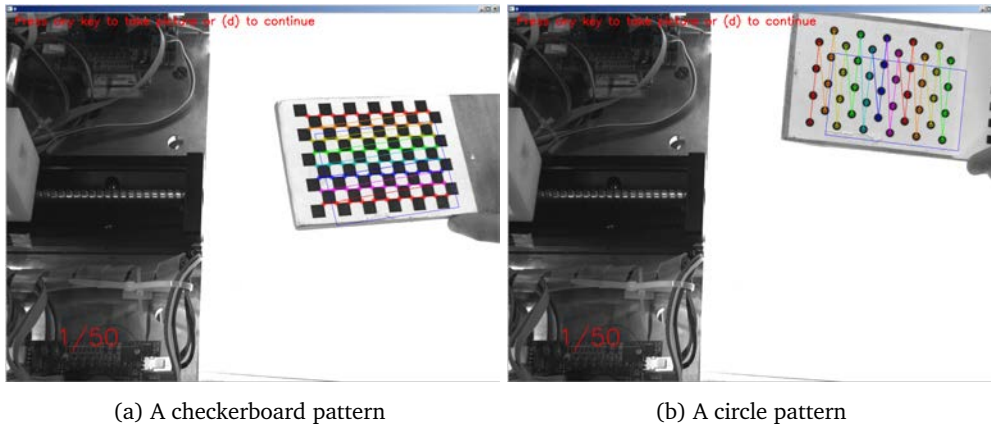 Press any key to take picture or (d) to continue
1/50
(a) A checkerboard pattern
Press any key to take picture or (d) to continue
1/50
(b) A circle pattern